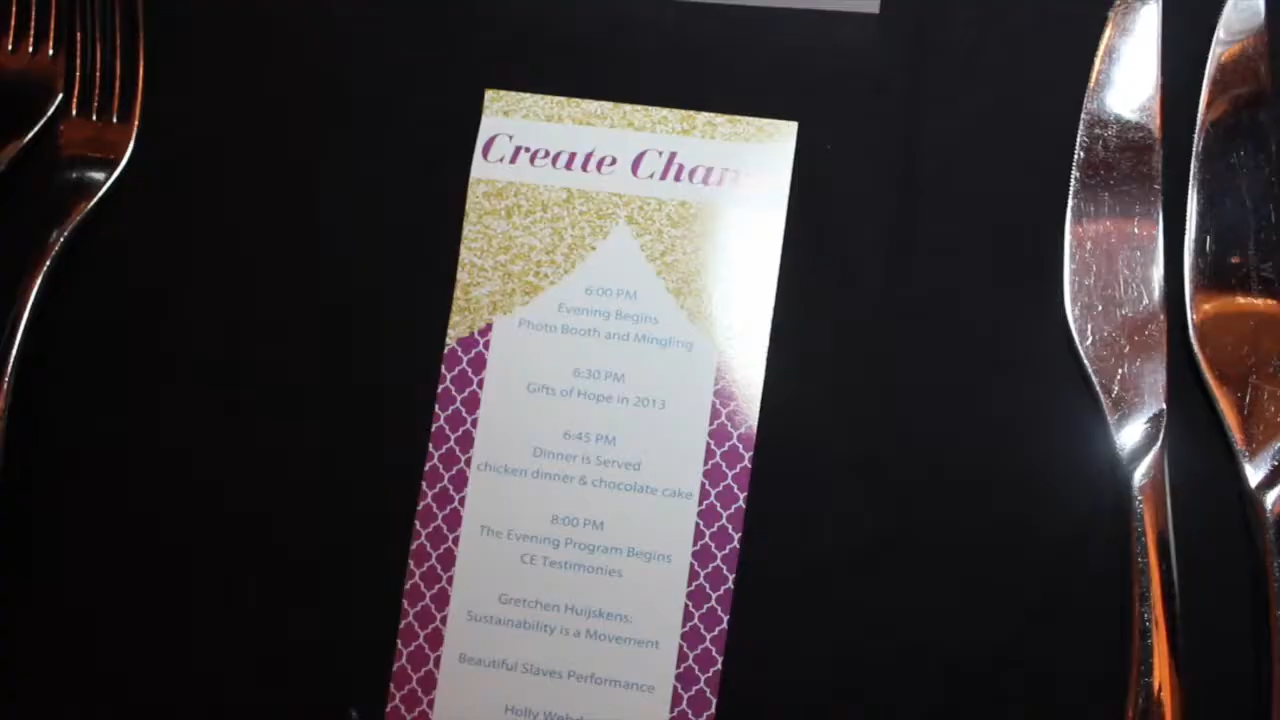 Create
6:00 PM
Evening Begins
Photo Booth and Mingling
6:30 PM
Gifts of Hope in 2013
6:45 PM
Dinner is Served
chicken dinner & chocolate cake
8:00 PM
The Evening Program Begins
CE Testimonies
Gretchen Huijskens:
Sustainability is a Movement
Beautiful Slaves Performance
Holly